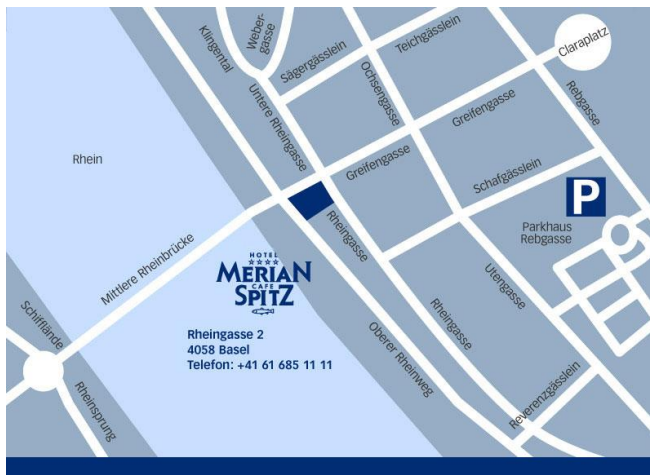 Klingental
Weber-
gasse
Sägergässlein
Teichgässlein
Claraplatz
Untere Rheingasse
Ochsengasse
Greifengasse
Rebgasse
Rhein
Greifengasse
Schafgässlein
P
Parkhaus
Rebgasse
Rheingasse
Mittlere Rheinbrücke
HOTEL
★★★★
MERIAN
CAFE
SPITZ
Utengasse
Schifflände
Rheingasse 2
4058 Basel
Telefon: +41 61 685 11 11
Oberer Rheinweg
Rheingasse
Rheinsprung
Reverenzgässlein